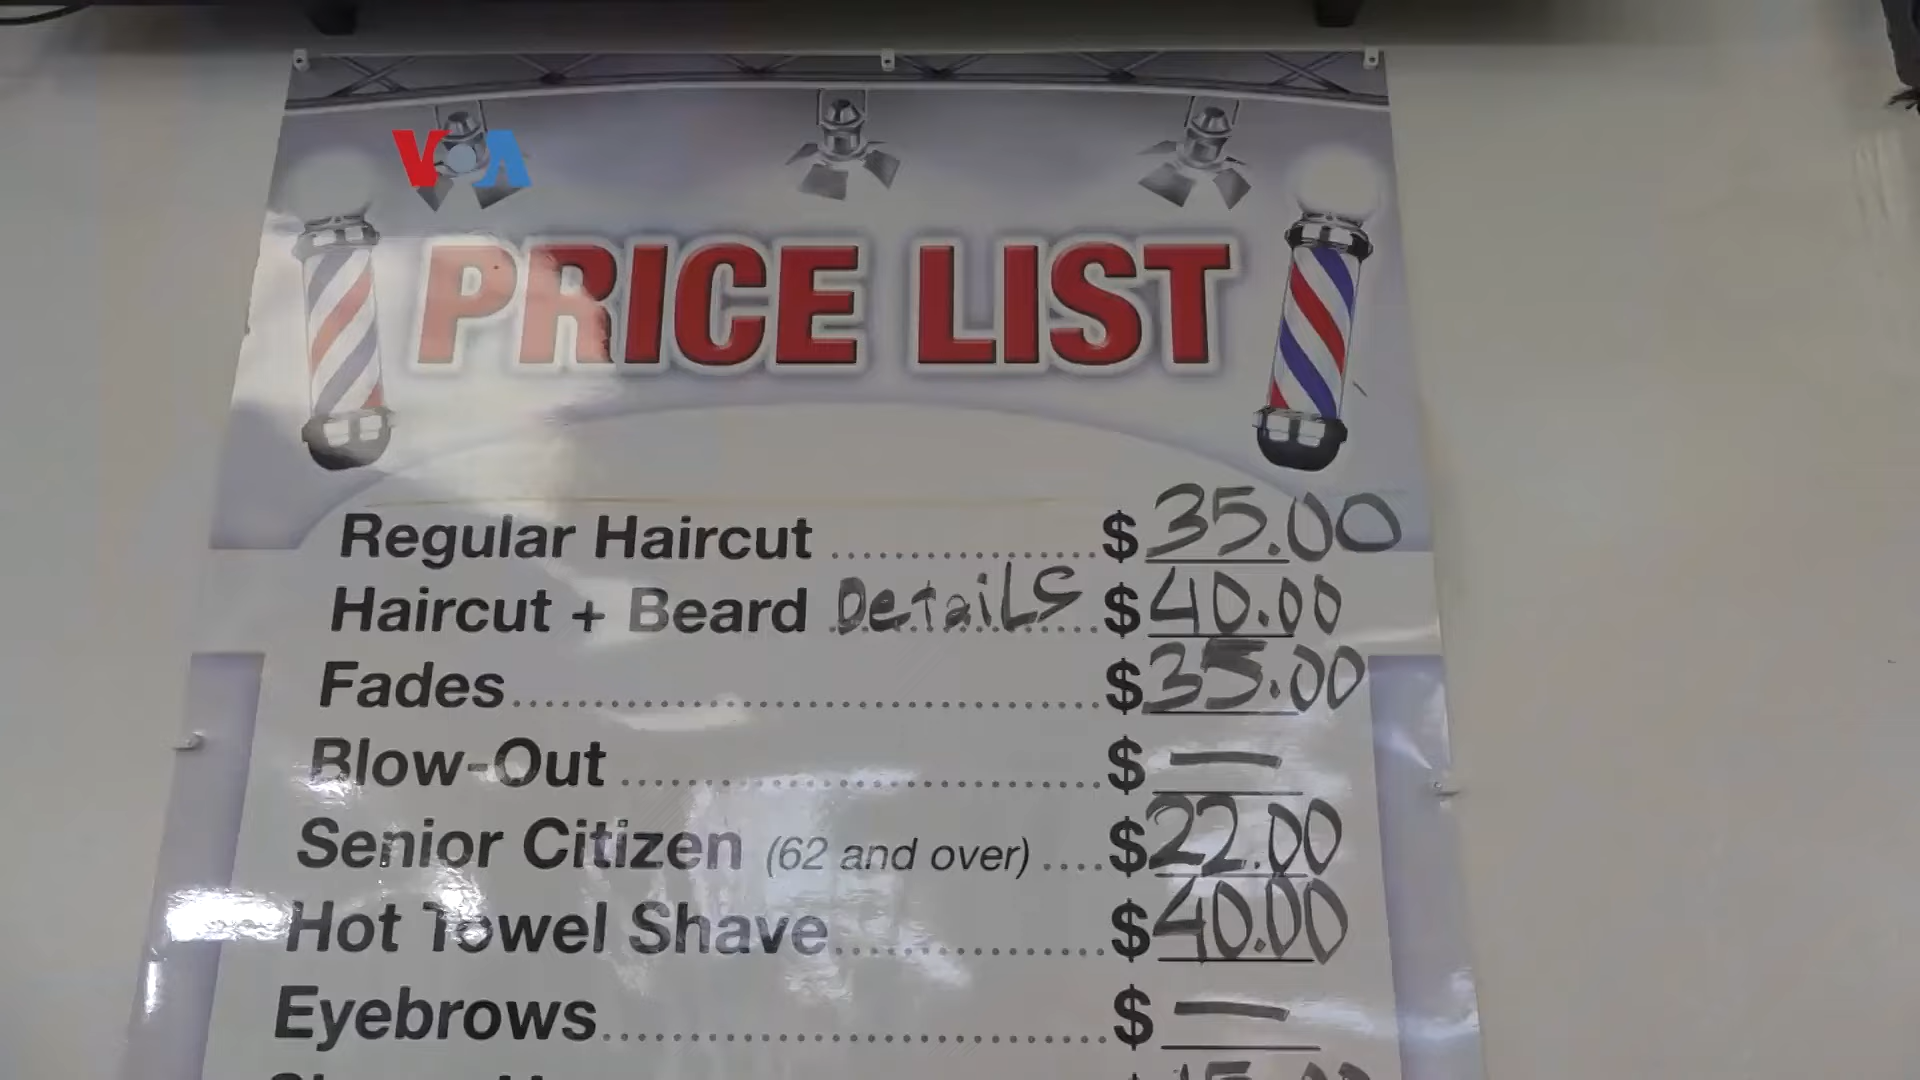 VOA
PRICE LIST
Regular Haircut ................ $ 35.00
Haircut + Beard Details $ 40.00
Fades ................ $ 35.00
Blow-Out ................ $ —
Senior Citizen (62 and over) .... $ 22.00
Hot Towel Shave ................ $ 40.00
Eyebrows ................ $ —